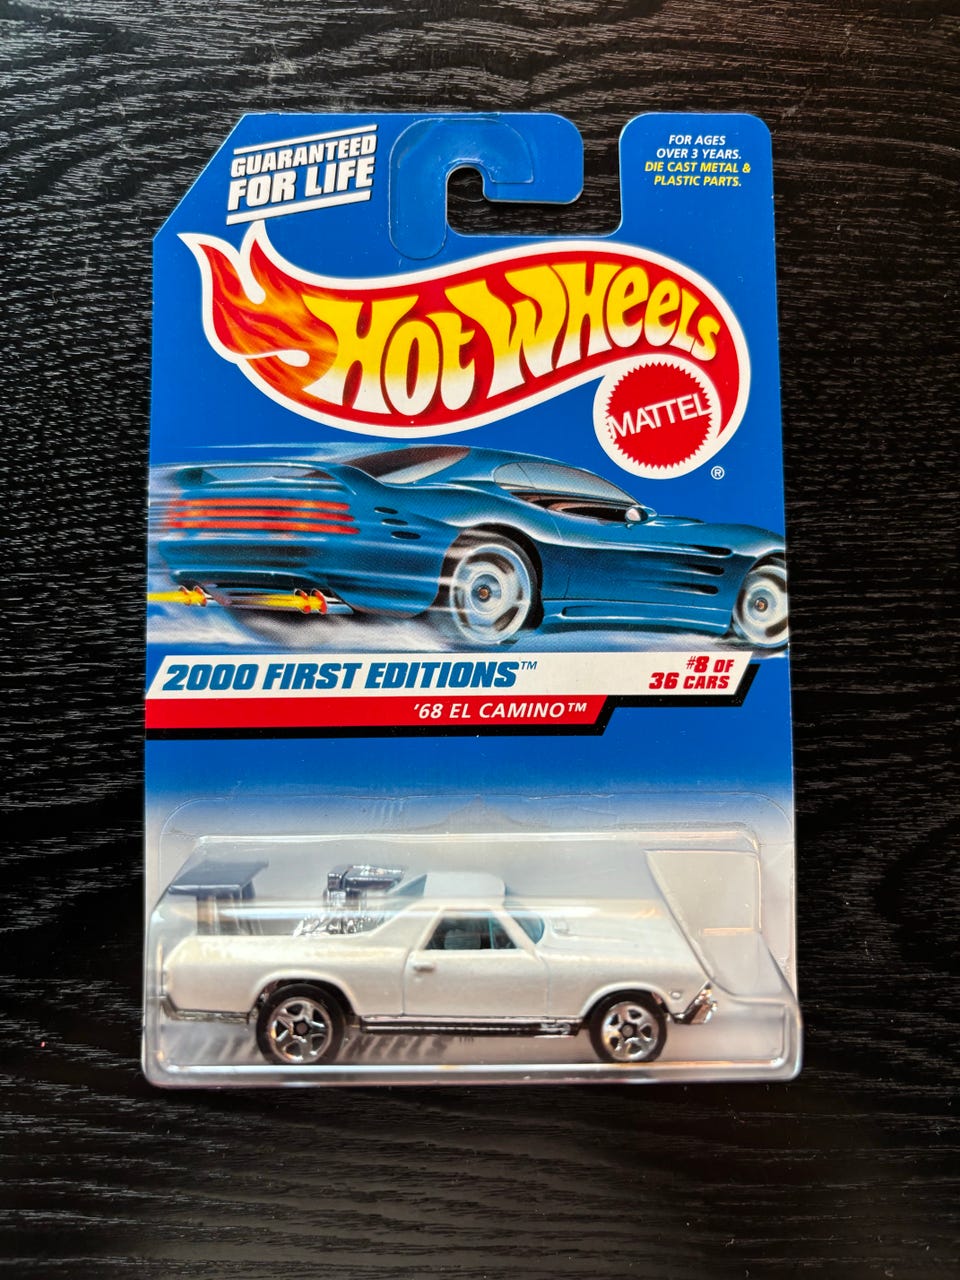 GUARANTEED
FOR LIFE
FOR AGES
OVER 3 YEARS.
DIE CAST METAL &
PLASTIC PARTS.
HOT WHEELS
MATTEL
®
2000 FIRST EDITIONS™
#8 OF
36 CARS
'68 EL CAMINO™
WHEELS™